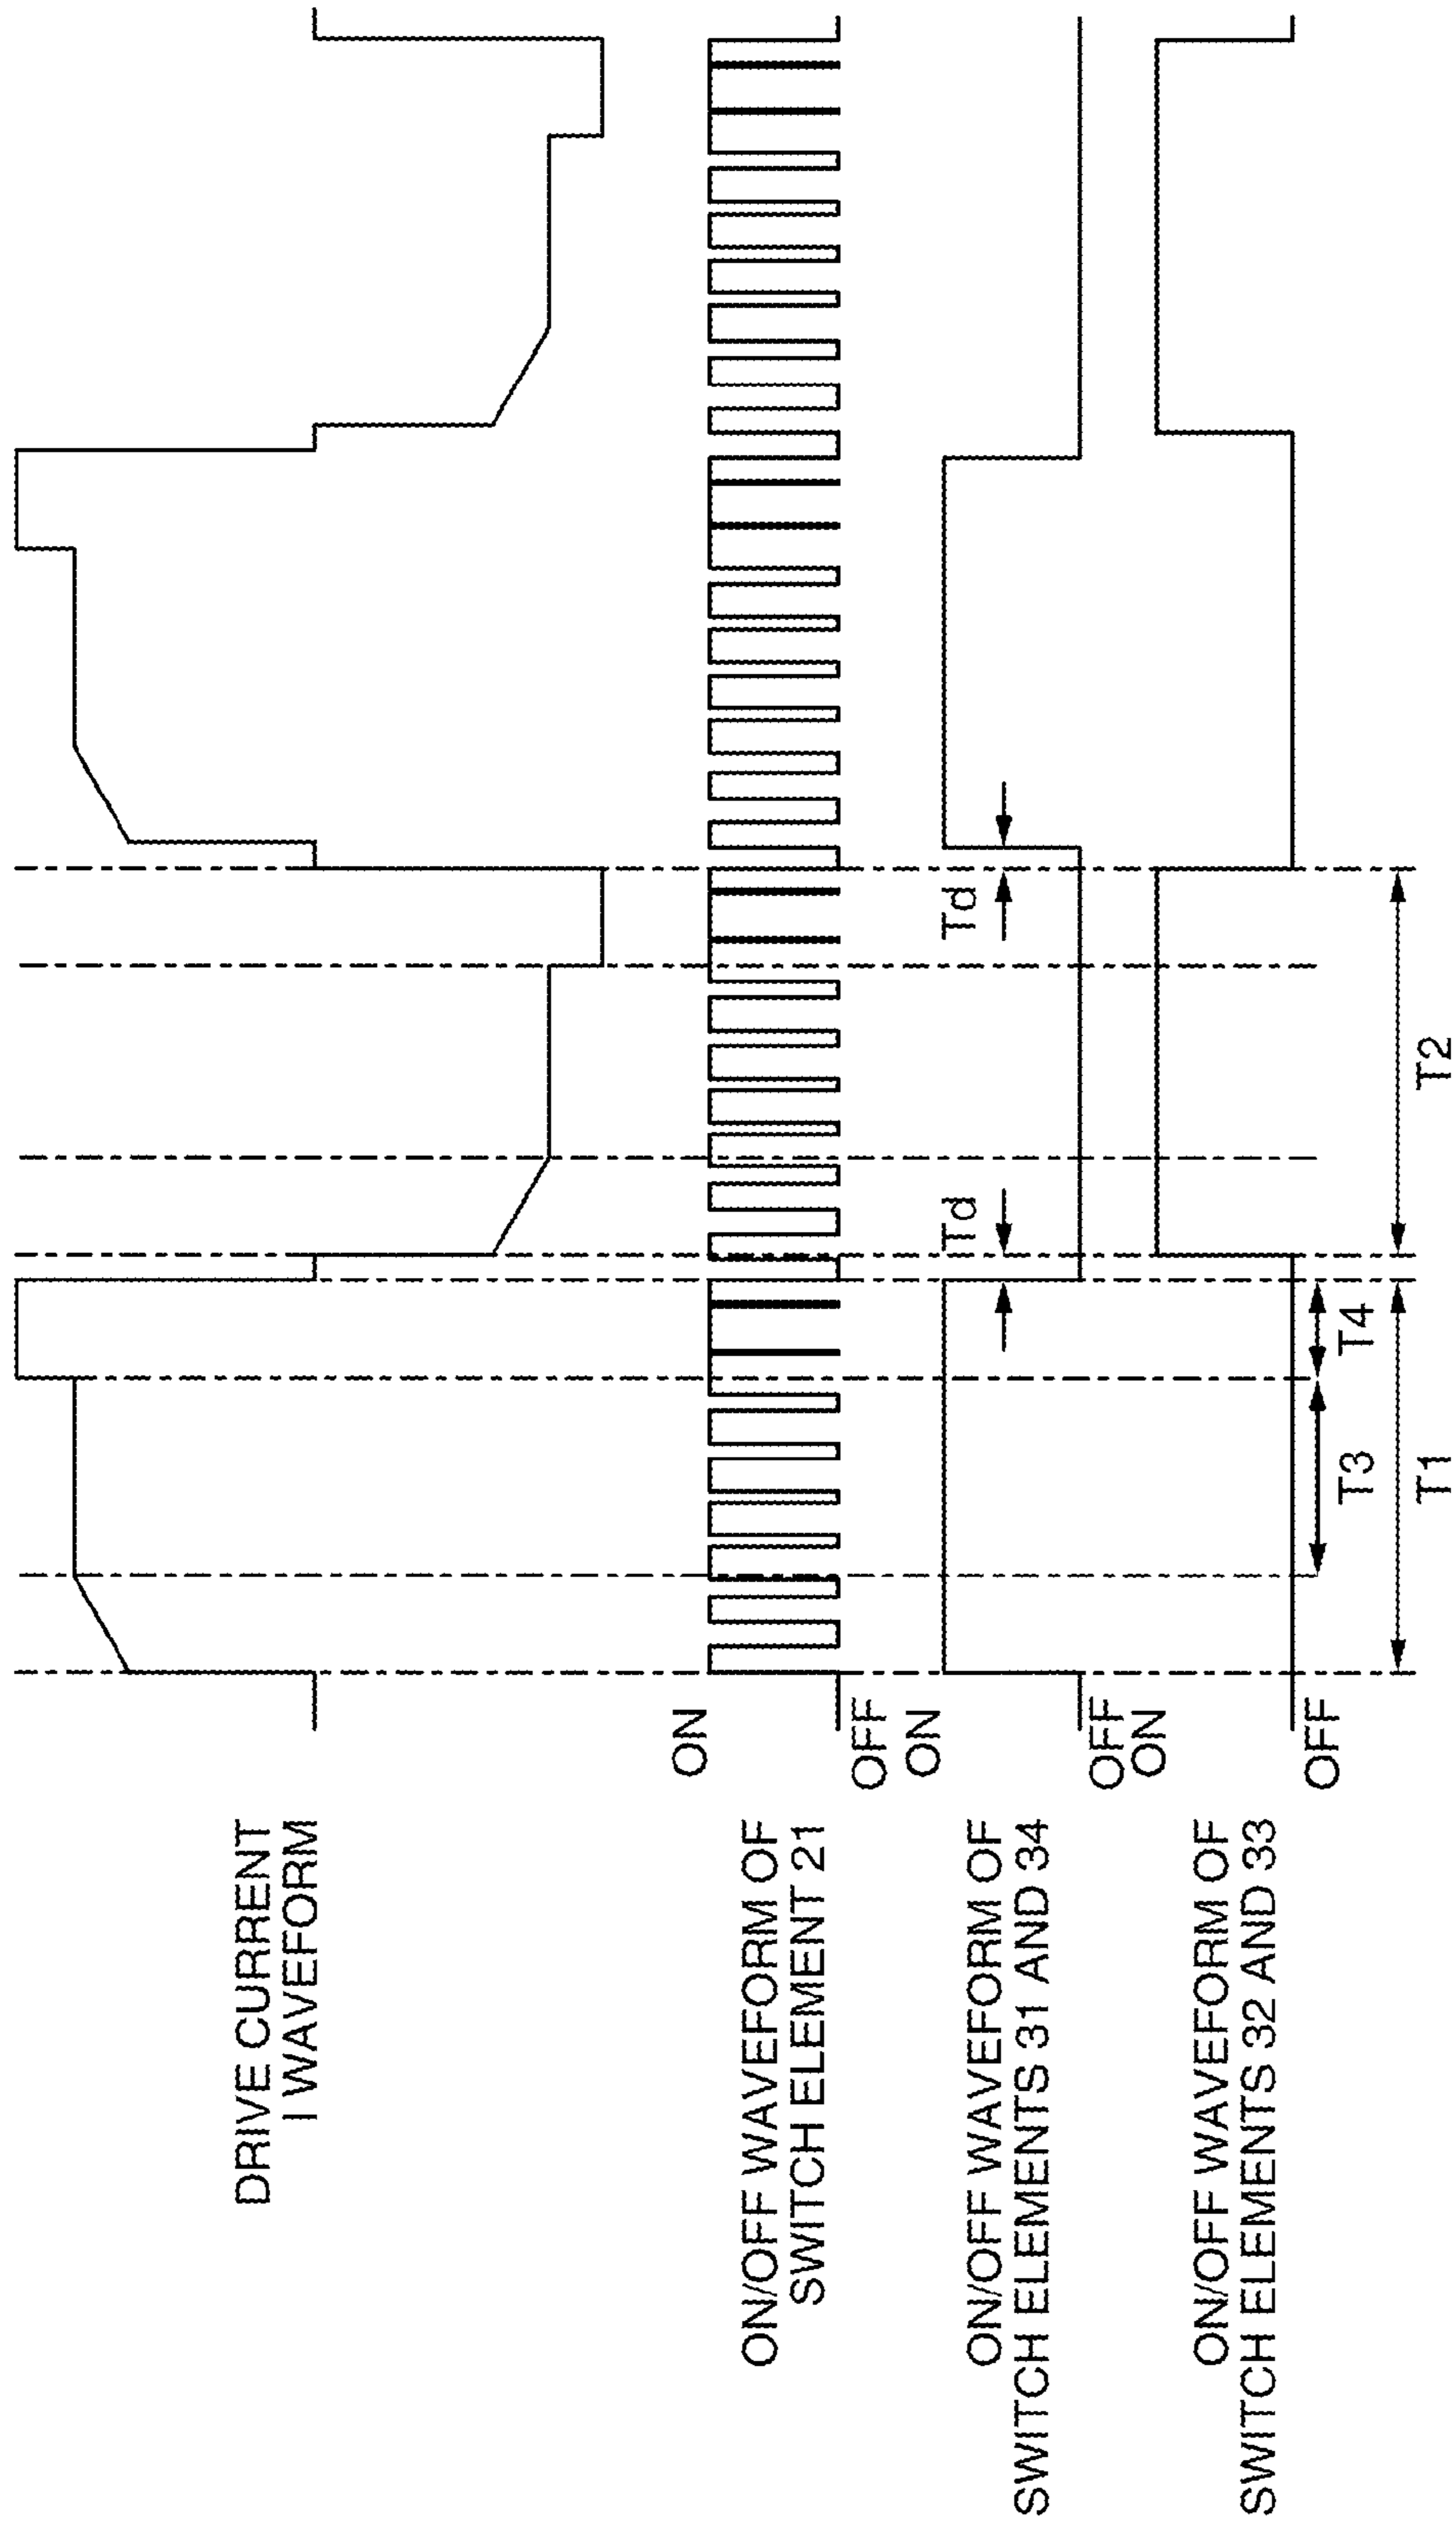 DRIVE CURRENT
I WAVEFORM
ON
ON/OFF WAVEFORM OF
SWITCH ELEMENT 21
OFF
ON
Td
Td
ON/OFF WAVEFORM OF
SWITCH ELEMENTS 31 AND 34
OFF
ON
ON/OFF WAVEFORM OF
SWITCH ELEMENTS 32 AND 33
OFF
T3
T4
T1
T2